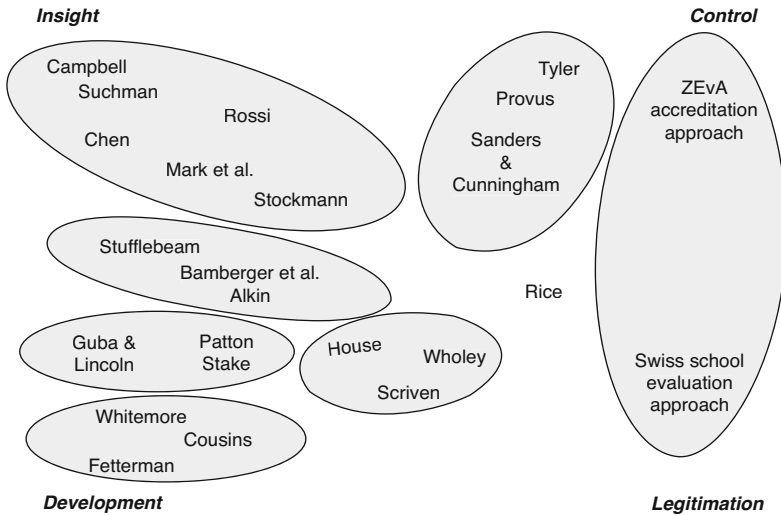 Insight
Control
Campbell
Suchman
Rossi
Chen
Mark et al.
Stockmann
Tyler
Provus
Sanders
&
Cunningham
ZEvA
accreditation
approach
Stufflebeam
Bamberger et al.
Alkin
Rice
Guba &
Lincoln
Patton
Stake
House
Wholey
Scriven
Swiss school
evaluation
approach
Whitemore
Cousins
Fetterman
Development
Legitimation